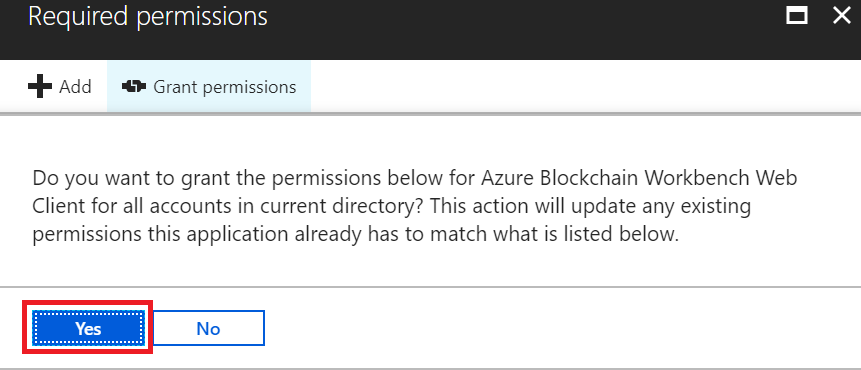 Required permissions
Add
Grant permissions
Do you want to grant the permissions below for Azure Blockchain Workbench Web
Client for all accounts in current directory? This action will update any existing
permissions this application already has to match what is listed below.
Yes
No